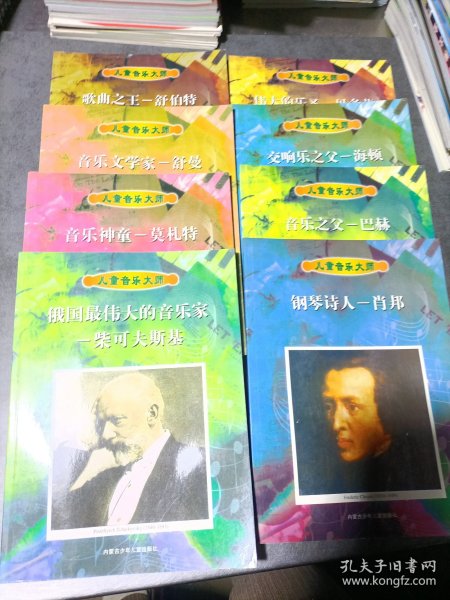 儿童音乐大师
歌曲之王－舒伯特
儿童音乐大师
音乐文学家－舒曼
儿童音乐大师
音乐神童－莫札特
儿童音乐大师
俄国最伟大的音乐家
－柴可夫斯基
内蒙古少年儿童出版社
儿童音乐大师
儿童音乐大师
交响乐之父－海顿
儿童音乐大师
音乐之父－巴赫
儿童音乐大师
钢琴诗人－肖邦
内蒙古少年儿童出版社
孔夫子旧书网
www.kongfz.com